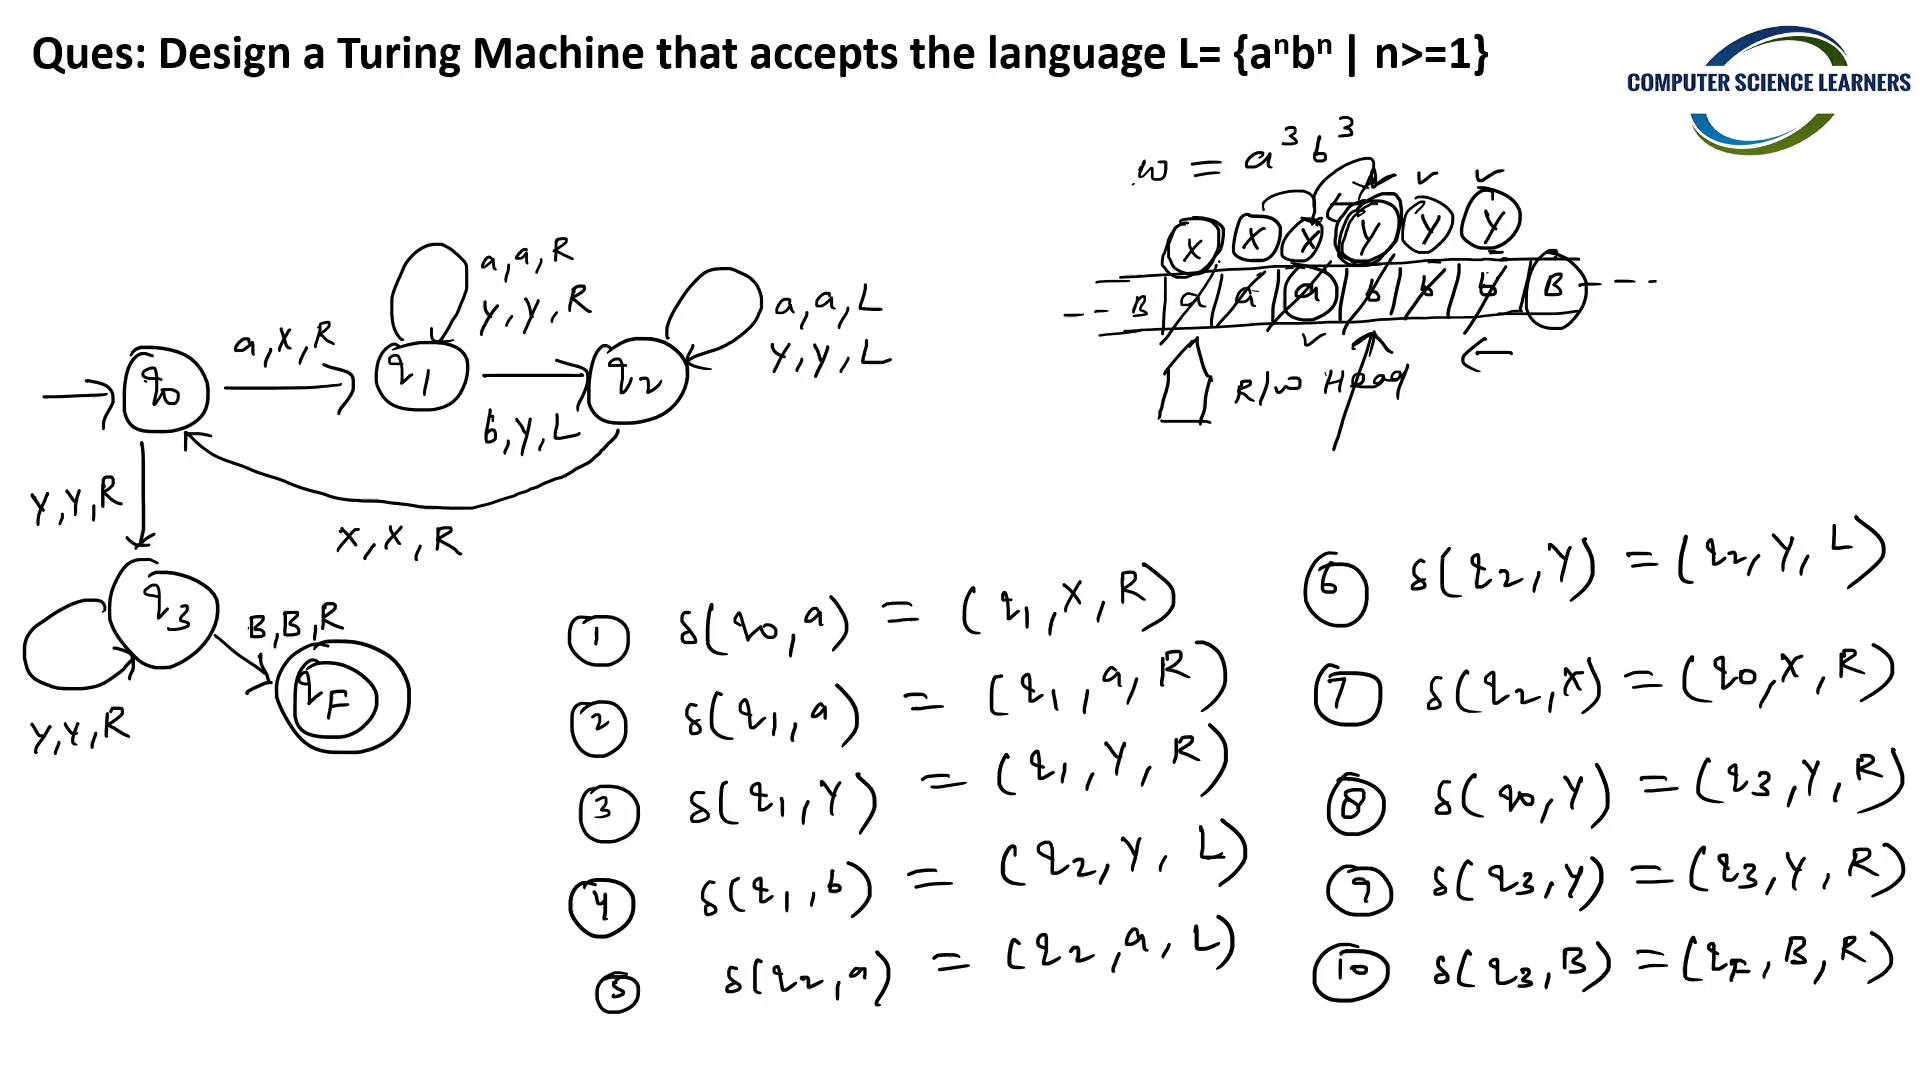 Ques: Design a Turing Machine that accepts the language L= {aⁿbⁿ | n>=1}
COMPUTER SCIENCE LEARNERS
w = a³ b³
X X X Y Y Y
-- B a a a b b b B ---
R/W Head
a,a,R
Y,Y,R
a,a,L
Y,Y,L
a,X,R
q0 q1 q2
b,Y,L
Y,Y,R
X,X,R
q3
B,B,R
qF
Y,Y,R
① δ(q0,a) = (q1,X,R)
② δ(q1,a) = (q1,a,R)
③ δ(q1,Y) = (q1,Y,R)
④ δ(q1,b) = (q2,Y,L)
⑤ δ(q2,a) = (q2,a,L)
⑥ δ(q2,Y) = (q2,Y,L)
⑦ δ(q2,X) = (q0,X,R)
⑧ δ(q0,Y) = (q3,Y,R)
⑨ δ(q3,Y) = (q3,Y,R)
⑩ δ(q3,B) = (qF,B,R)